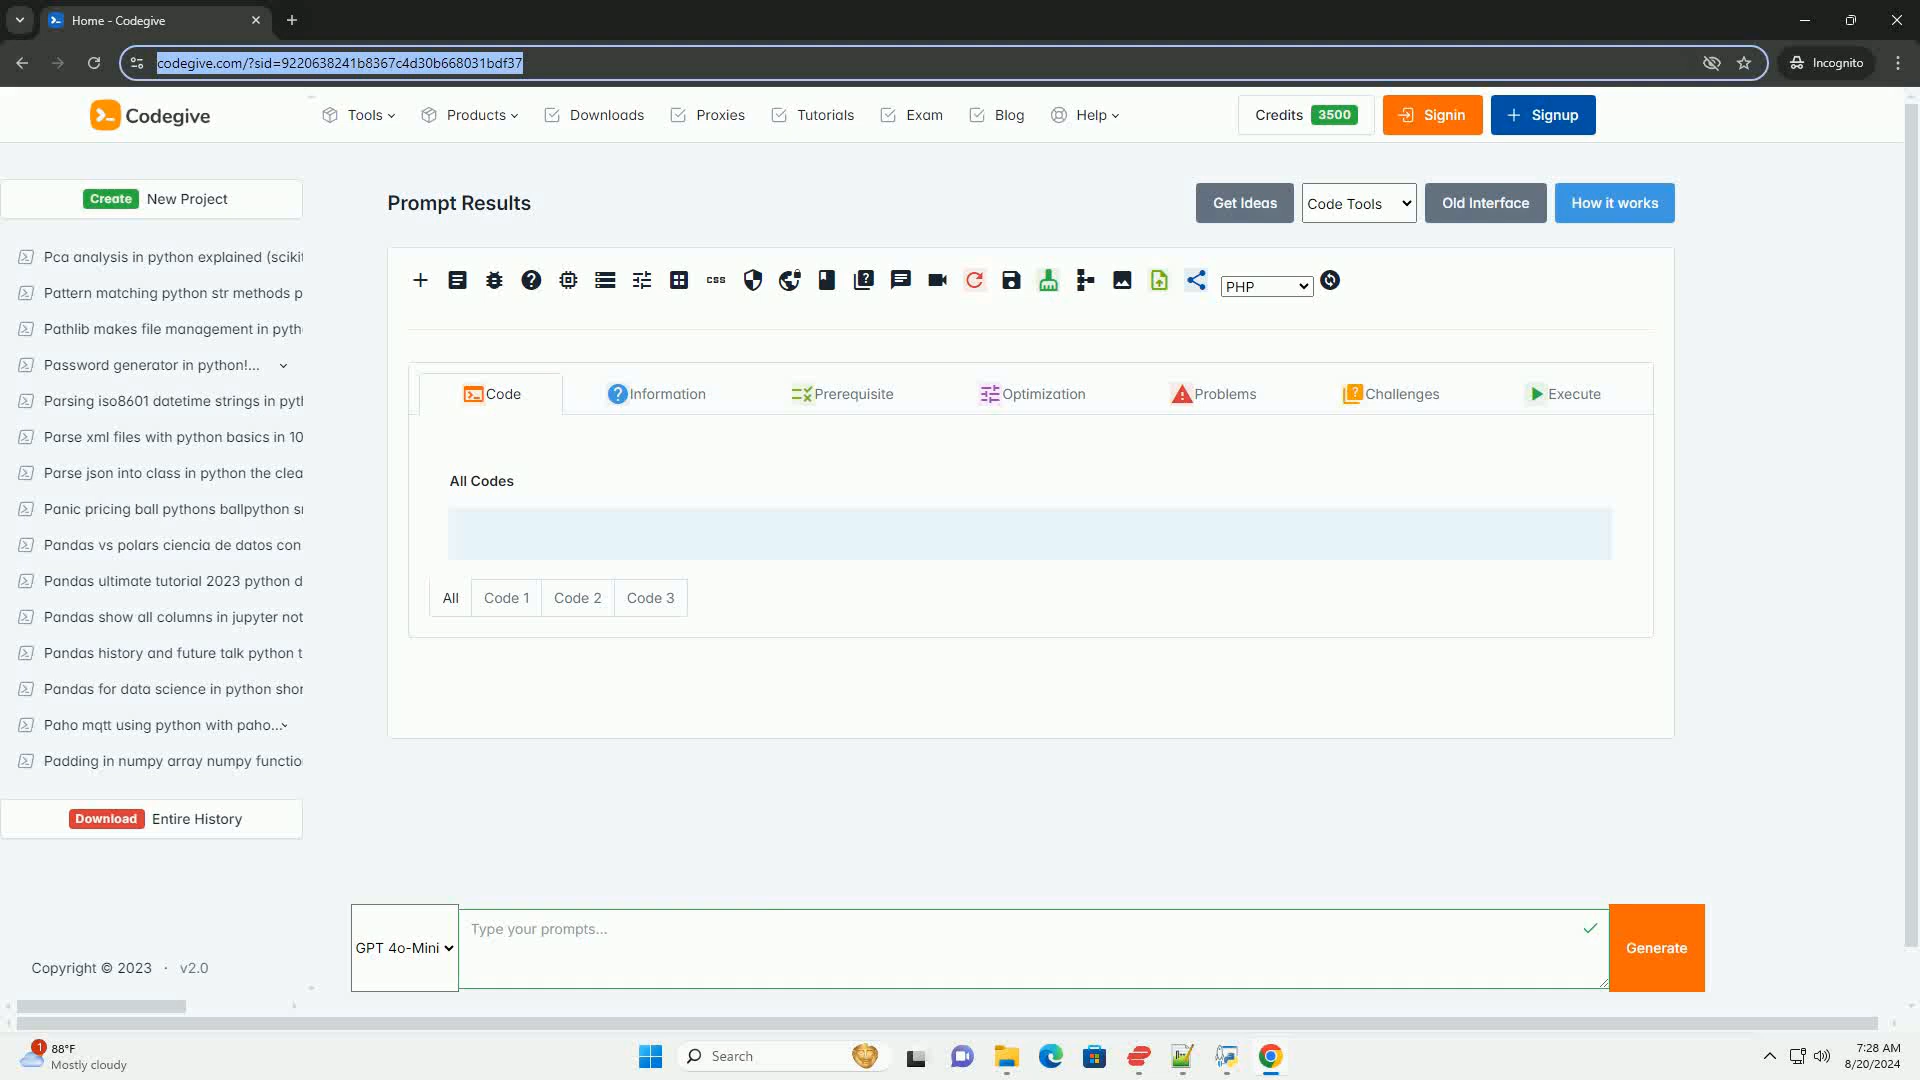 Home - Codegive
codegive.com/?sid=9220638241b8367c4d30b668031bdf37
Incognito
Codegive
Tools
Products
Downloads
Proxies
Tutorials
Exam
Blog
Help
Credits 3500
Signin
Signup
Create New Project
Prompt Results
Get Ideas
Code Tools
Old Interface
How it works
Pca analysis in python explained (scikit
Pattern matching python str methods p
Pathlib makes file management in pyth
Password generator in python!...
Parsing iso8601 datetime strings in pyth
Parse xml files with python basics in 10
Parse json into class in python the clea
Panic pricing ball pythons ballpython sn
Pandas vs polars ciencia de datos con
Pandas ultimate tutorial 2023 python d
Pandas show all columns in jupyter not
Pandas history and future talk python t
Pandas for data science in python shor
Paho mqtt using python with paho...
Padding in numpy array numpy functio
Download Entire History
Copyright © 2023 · v2.0
css
PHP
Code
Information
Prerequisite
Optimization
Problems
Challenges
Execute
All Codes
All
Code 1
Code 2
Code 3
GPT 4o-Mini
Type your prompts...
Generate
1
88°F
Mostly cloudy
Search
7:28 AM
8/20/2024